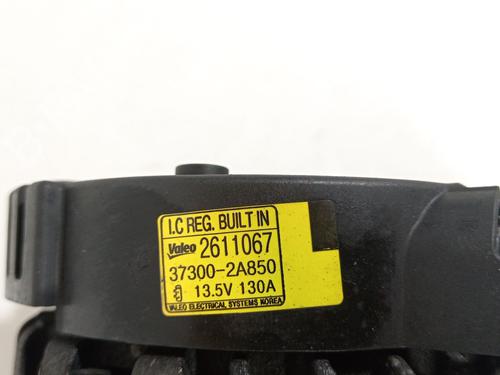 I.C REG. BUILT IN
Valeo 2611067
37300-2A850
13.5V 130A
VALEO ELECTRICAL SYSTEMS KOREA